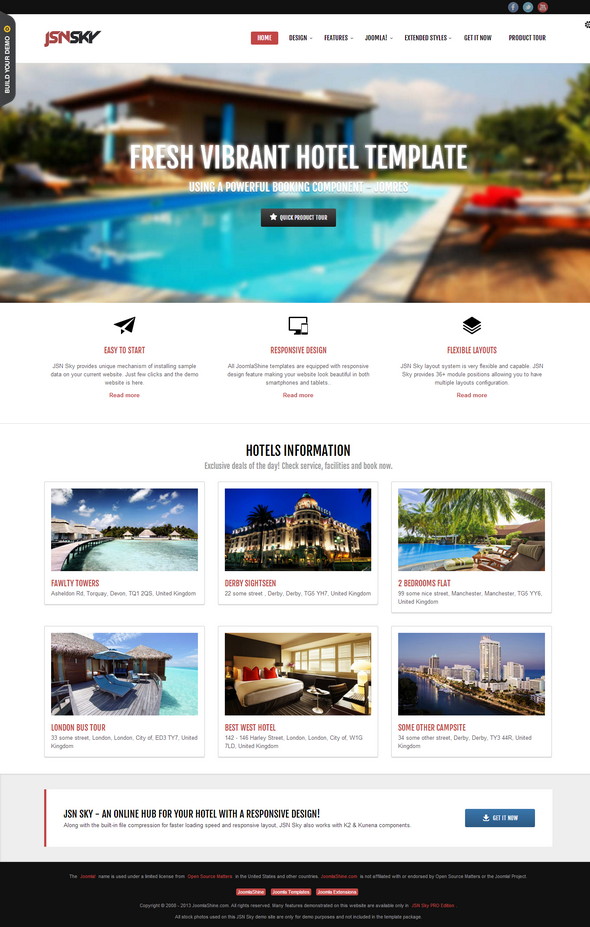 BUILD YOUR DEMO
JSNSKY
HOME DESIGN FEATURES JOOMLA! EXTENDED STYLES GET IT NOW PRODUCT TOUR
FRESH VIBRANT HOTEL TEMPLATE
USING A POWERFUL BOOKING COMPONENT - JOMRES
QUICK PRODUCT TOUR
EASY TO START
JSN Sky provides unique mechanism of installing sample
data on your current website. Just few clicks and the demo
website is here.
Read more
RESPONSIVE DESIGN
All JoomlaShine templates are equipped with responsive
design feature making your website look beautiful in both
smartphones and tablets..
Read more
FLEXIBLE LAYOUTS
JSN Sky layout system is very flexible and capable. JSN
Sky provides 36+ module positions allowing you to have
multiple layouts configuration.
Read more
HOTELS INFORMATION
Exclusive deals of the day! Check service, facilities and book now.
FAWLTY TOWERS
Asheldon Rd, Torquay, Devon, TQ1 2QS, United Kingdom
DERBY SIGHTSEEN
22 some street , Derby, Derby, TG5 YH7, United Kingdom
2 BEDROOMS FLAT
99 some nice street, Manchester, Manchester, TG5 YY6,
United Kingdom
LONDON BUS TOUR
33 some street, London, London, City of, ED3 TY7, United
Kingdom
BEST WEST HOTEL
142 - 146 Harley Street, London, London, City of, W1G
7LD, United Kingdom
SOME OTHER CAMPSITE
34 some other street, Derby, Derby, TY3 44R, United
Kingdom
JSN SKY - AN ONLINE HUB FOR YOUR HOTEL WITH A RESPONSIVE DESIGN!
Along with the built-in file compression for faster loading speed and responsive layout, JSN Sky also works with K2 & Kunena components.
GET IT NOW
The Joomla! name is used under a limited license from Open Source Matters in the United States and other countries. JoomlaShine.com is not affiliated with or endorsed by Open Source Matters or the Joomla! Project.
JoomlaShine Joomla Templates Joomla Extensions
Copyright © 2008 - 2013 JoomlaShine.com. All rights reserved. Many features demonstrated on this website are available only in JSN Sky PRO Edition .
All stock photos used on this JSN Sky demo site are only for demo purposes and not included in the template package.